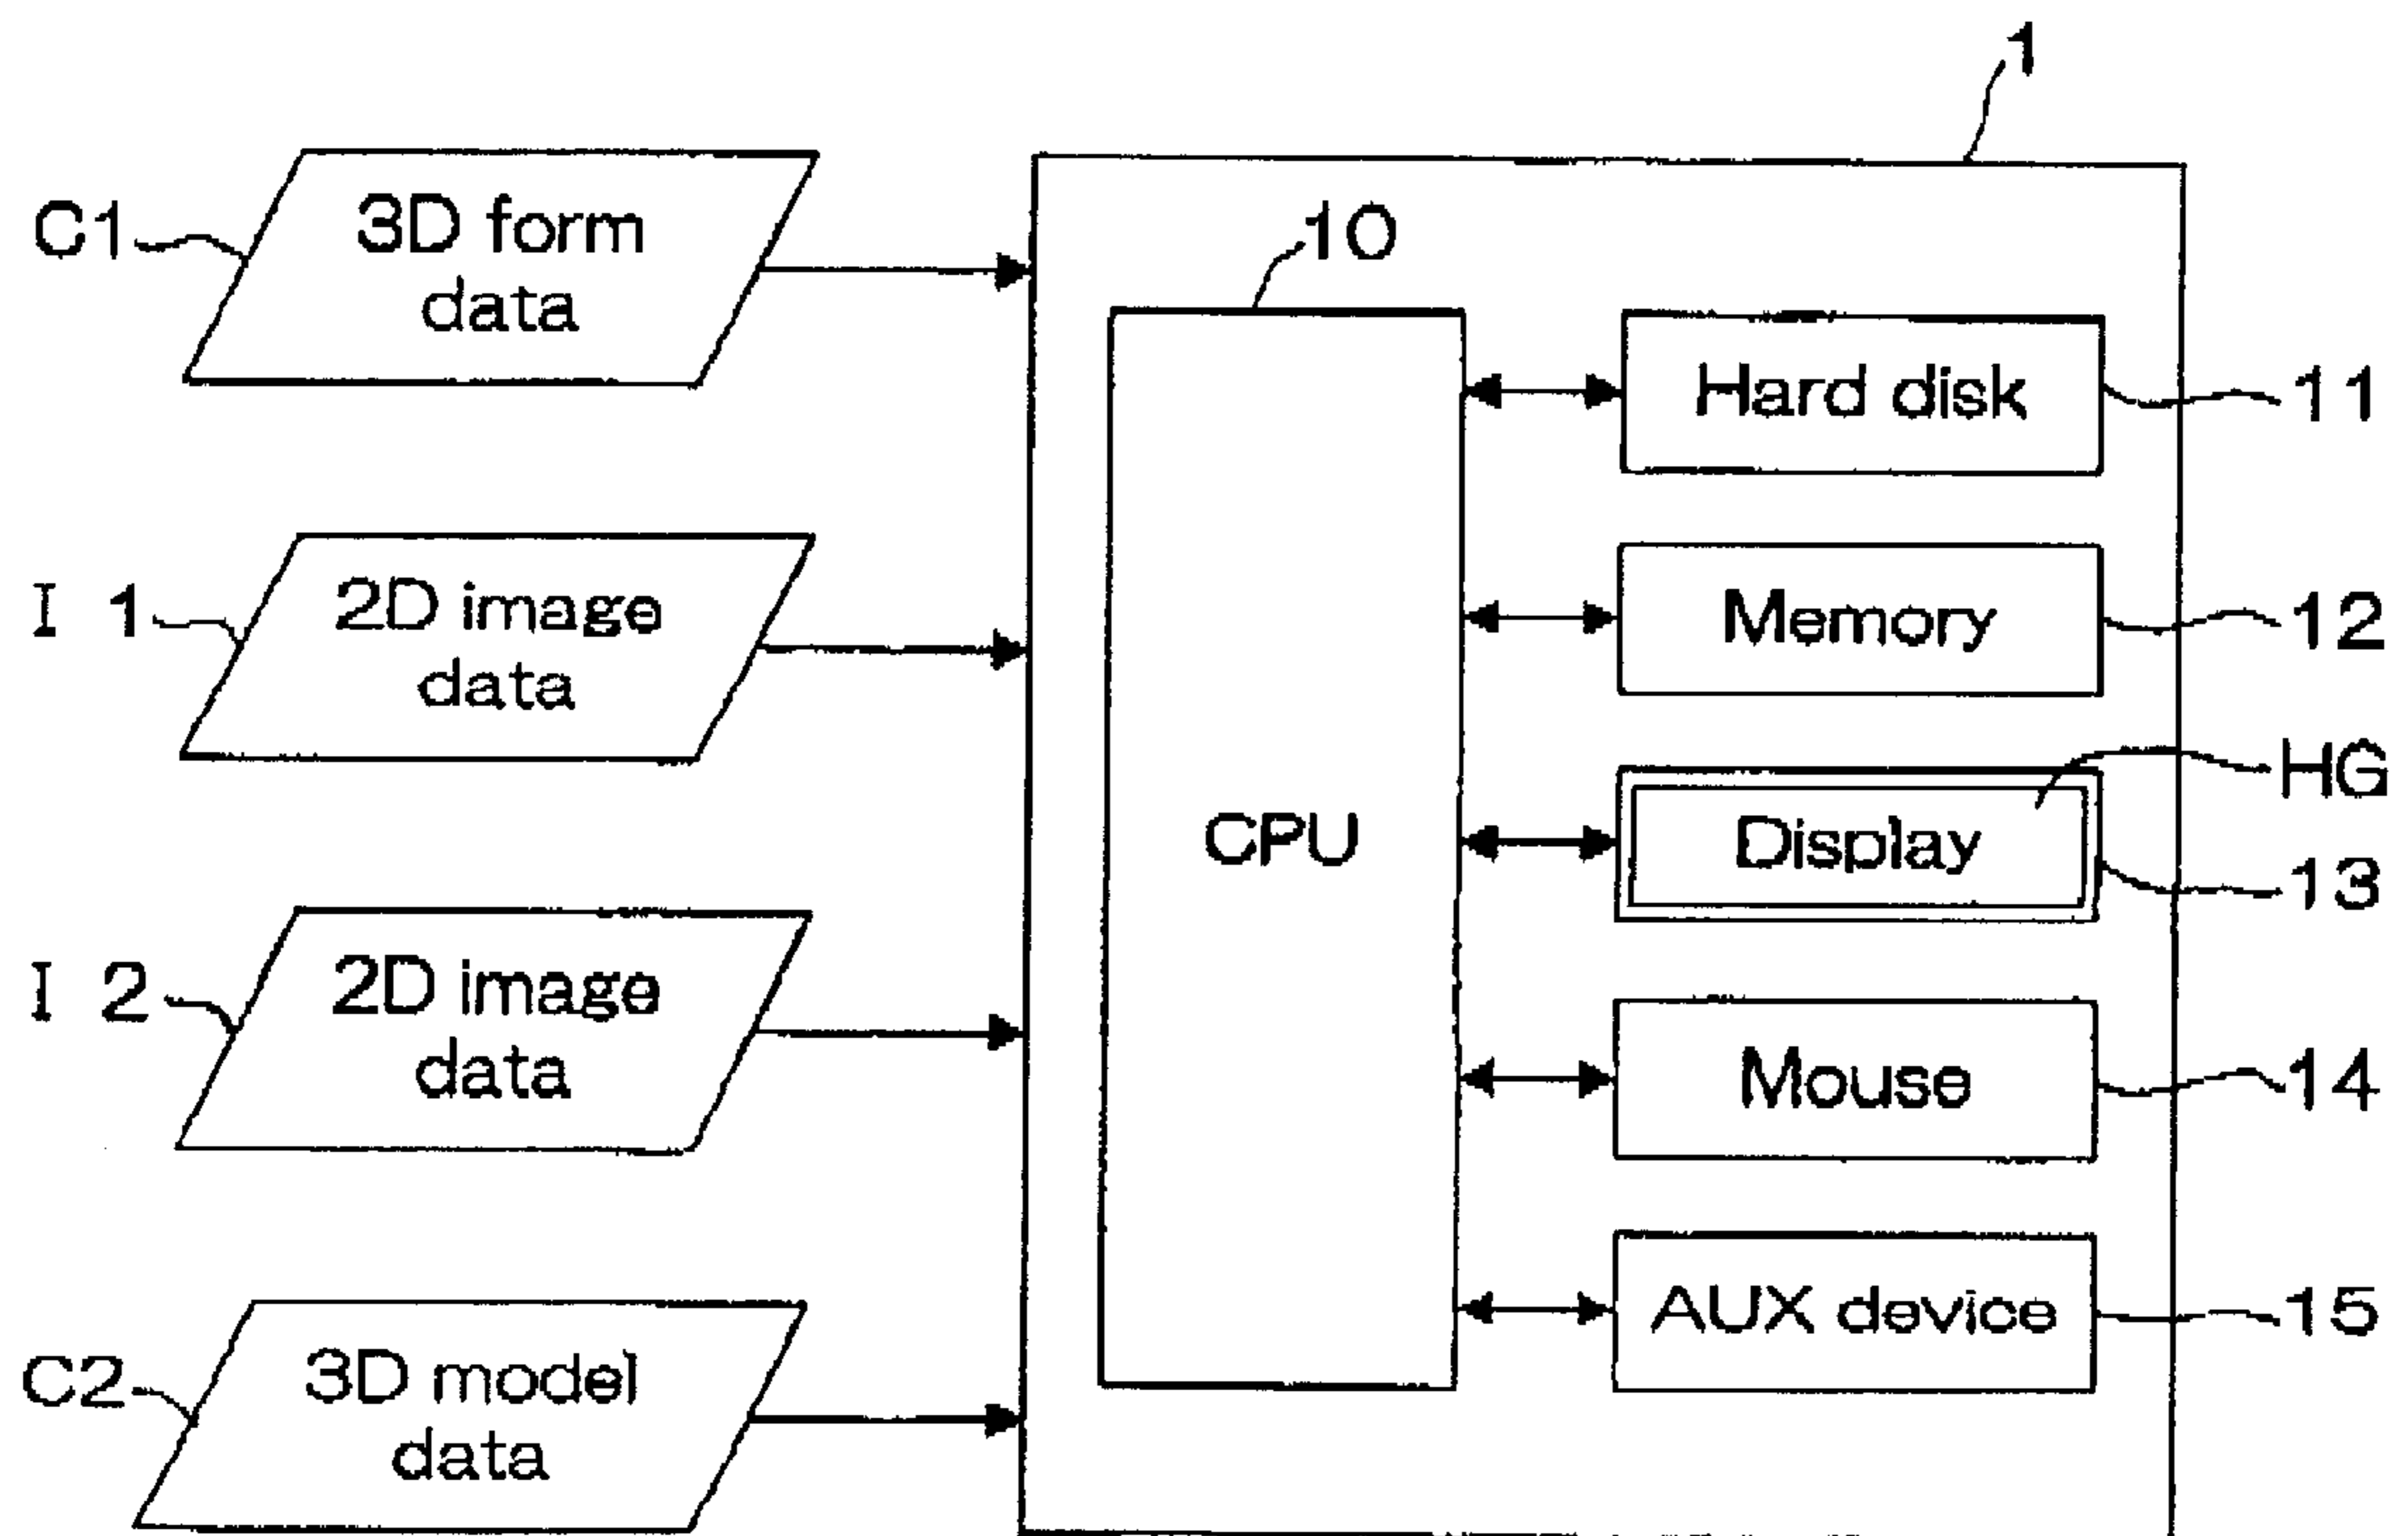 1
C1
3D form
data
10
Hard disk
11
I 1
2D image
data
Memory
12
HG
CPU
Display
13
I 2
2D image
data
Mouse
14
C2
3D model
data
AUX device
15